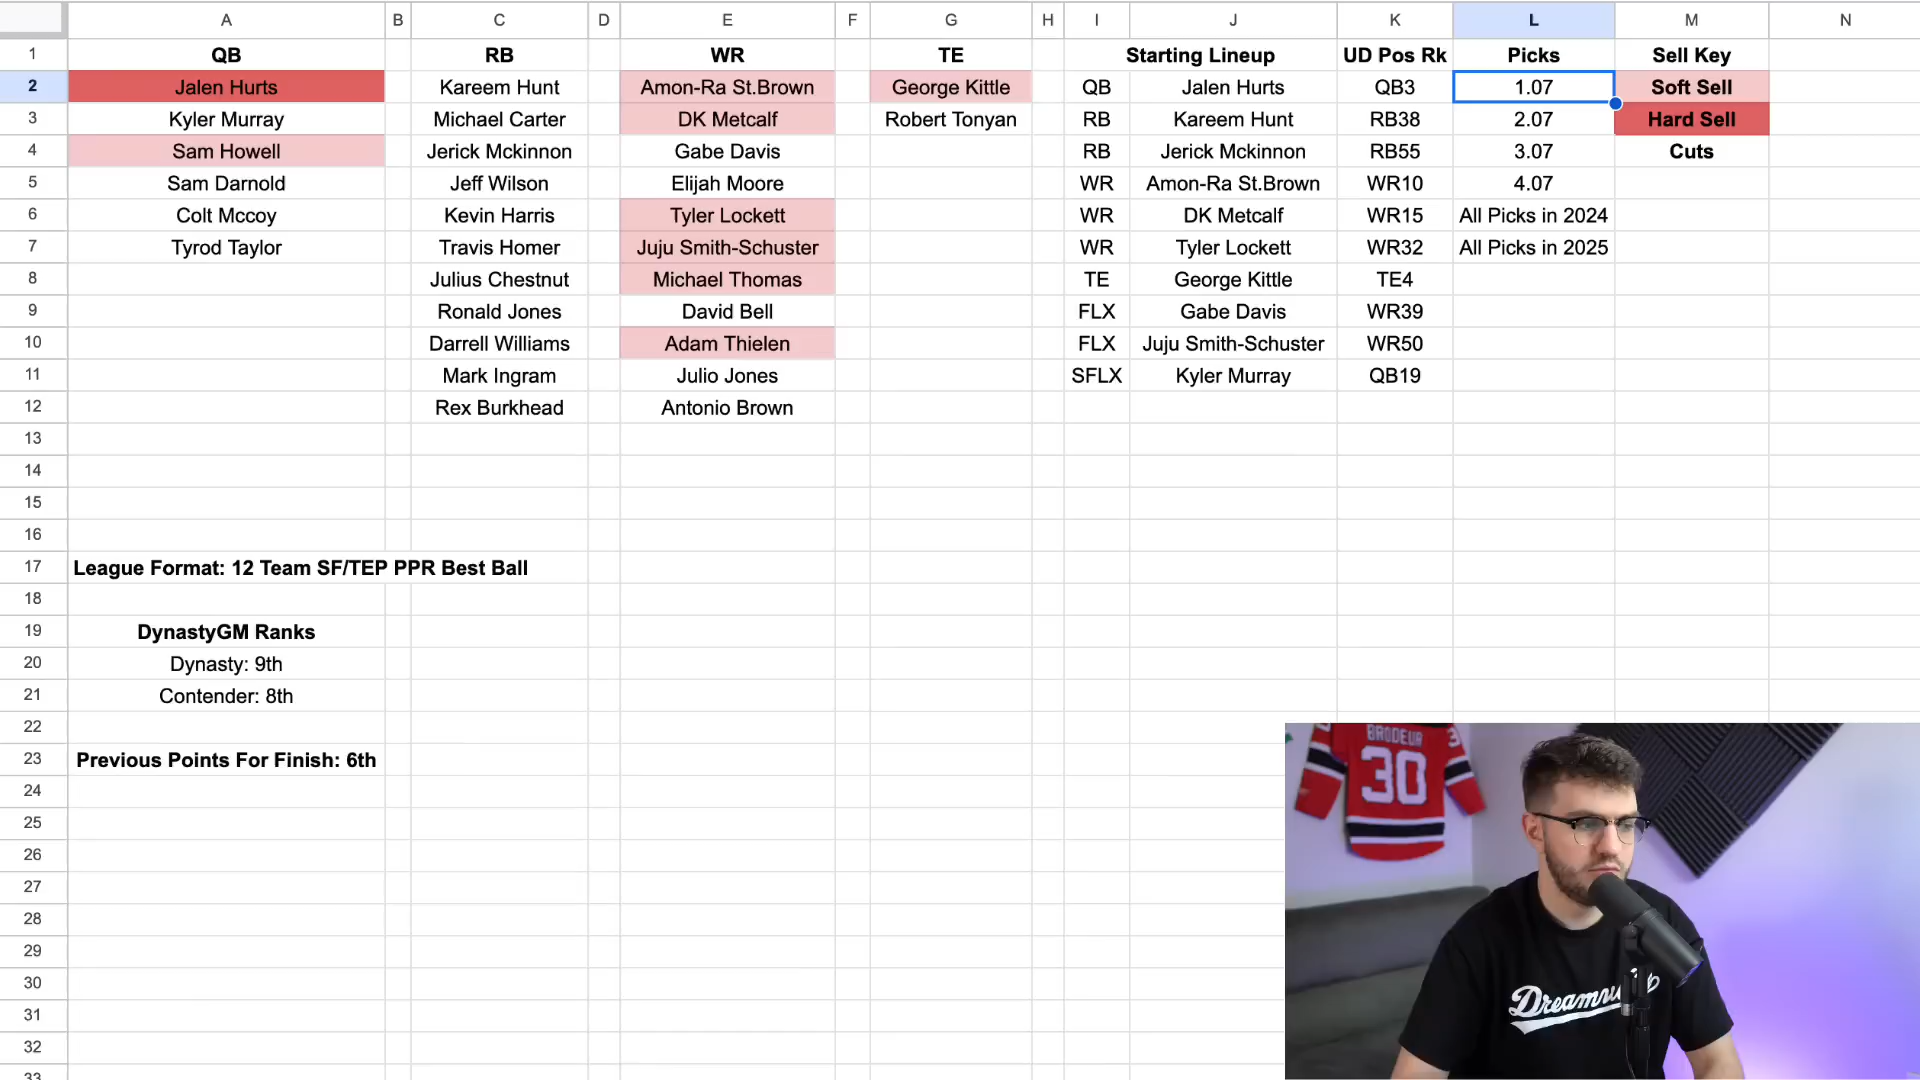 A B C D E F G H I J K L M N
1 QB RB WR TE Starting Lineup UD Pos Rk Picks Sell Key
2 Jalen Hurts Kareem Hunt Amon-Ra St.Brown George Kittle QB Jalen Hurts QB3 1.07 Soft Sell
3 Kyler Murray Michael Carter DK Metcalf Robert Tonyan RB Kareem Hunt RB38 2.07 Hard Sell
4 Sam Howell Jerick Mckinnon Gabe Davis RB Jerick Mckinnon RB55 3.07 Cuts
5 Sam Darnold Jeff Wilson Elijah Moore WR Amon-Ra St.Brown WR10 4.07
6 Colt Mccoy Kevin Harris Tyler Lockett WR DK Metcalf WR15 All Picks in 2024
7 Tyrod Taylor Travis Homer Juju Smith-Schuster WR Tyler Lockett WR32 All Picks in 2025
8 Julius Chestnut Michael Thomas TE George Kittle TE4
9 Ronald Jones David Bell FLX Gabe Davis WR39
10 Darrell Williams Adam Thielen FLX Juju Smith-Schuster WR50
11 Mark Ingram Julio Jones SFLX Kyler Murray QB19
12 Rex Burkhead Antonio Brown
13
14
15
16
17 League Format: 12 Team SF/TEP PPR Best Ball
18
19 DynastyGM Ranks
20 Dynasty: 9th
21 Contender: 8th
22
23 Previous Points For Finish: 6th
24
25
26
27
28
29
30
31
32
33
BRODEUR
30
3